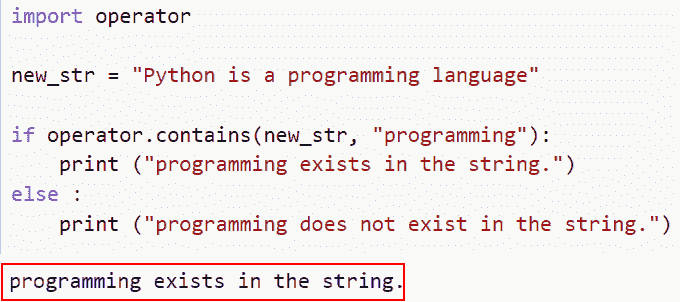 import operator
new_str = "Python is a programming language"
if operator.contains(new_str, "programming"):
    print ("programming exists in the string.")
else :
    print ("programming does not exist in the string.")
programming exists in the string.